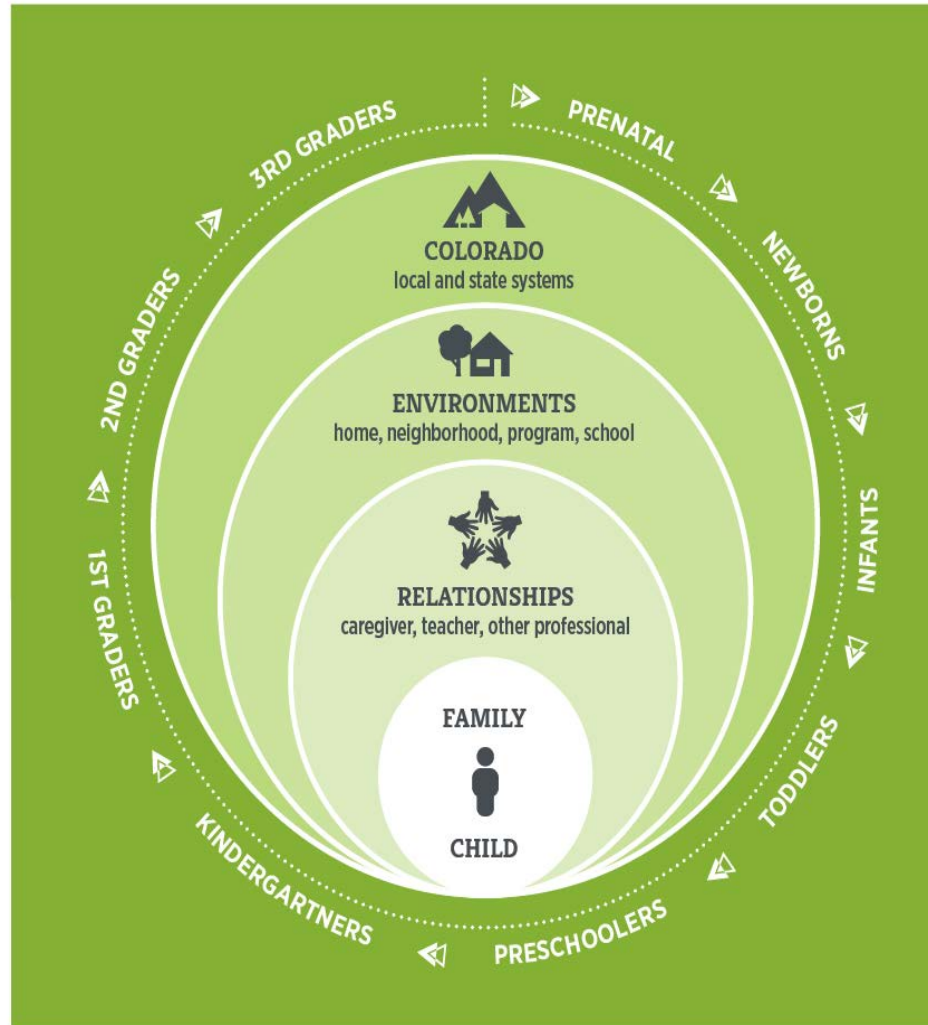 PRENATAL
NEWBORNS
INFANTS
TODDLERS
PRESCHOOLERS
KINDERGARTNERS
1ST GRADERS
2ND GRADERS
3RD GRADERS
COLORADO
local and state systems
ENVIRONMENTS
home, neighborhood, program, school
RELATIONSHIPS
caregiver, teacher, other professional
FAMILY
CHILD